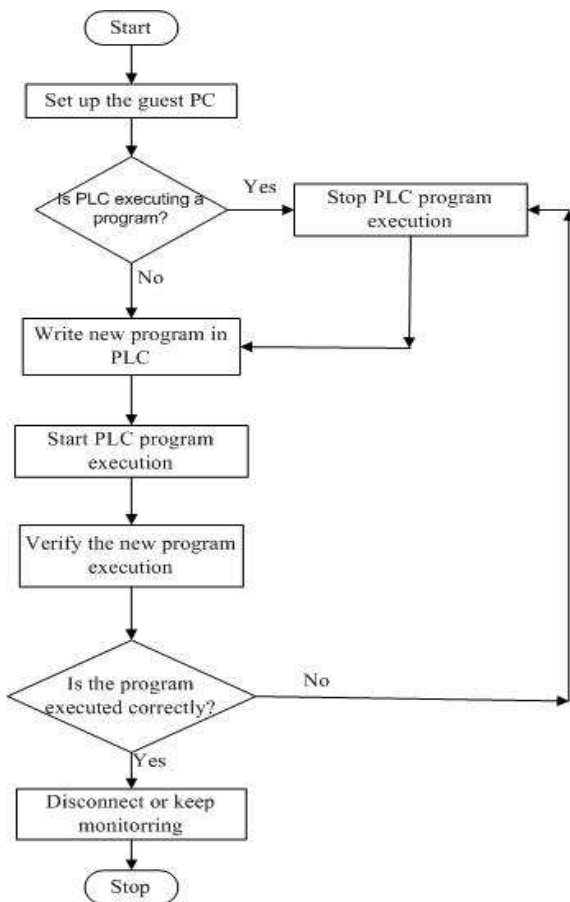 Start
Set up the guest PC
Is PLC executing a
program?
Yes
Stop PLC program
execution
No
Write new program in
PLC
Start PLC program
execution
Verify the new program
execution
Is the program
executed correctly?
No
Yes
Disconnect or keep
monitorring
Stop